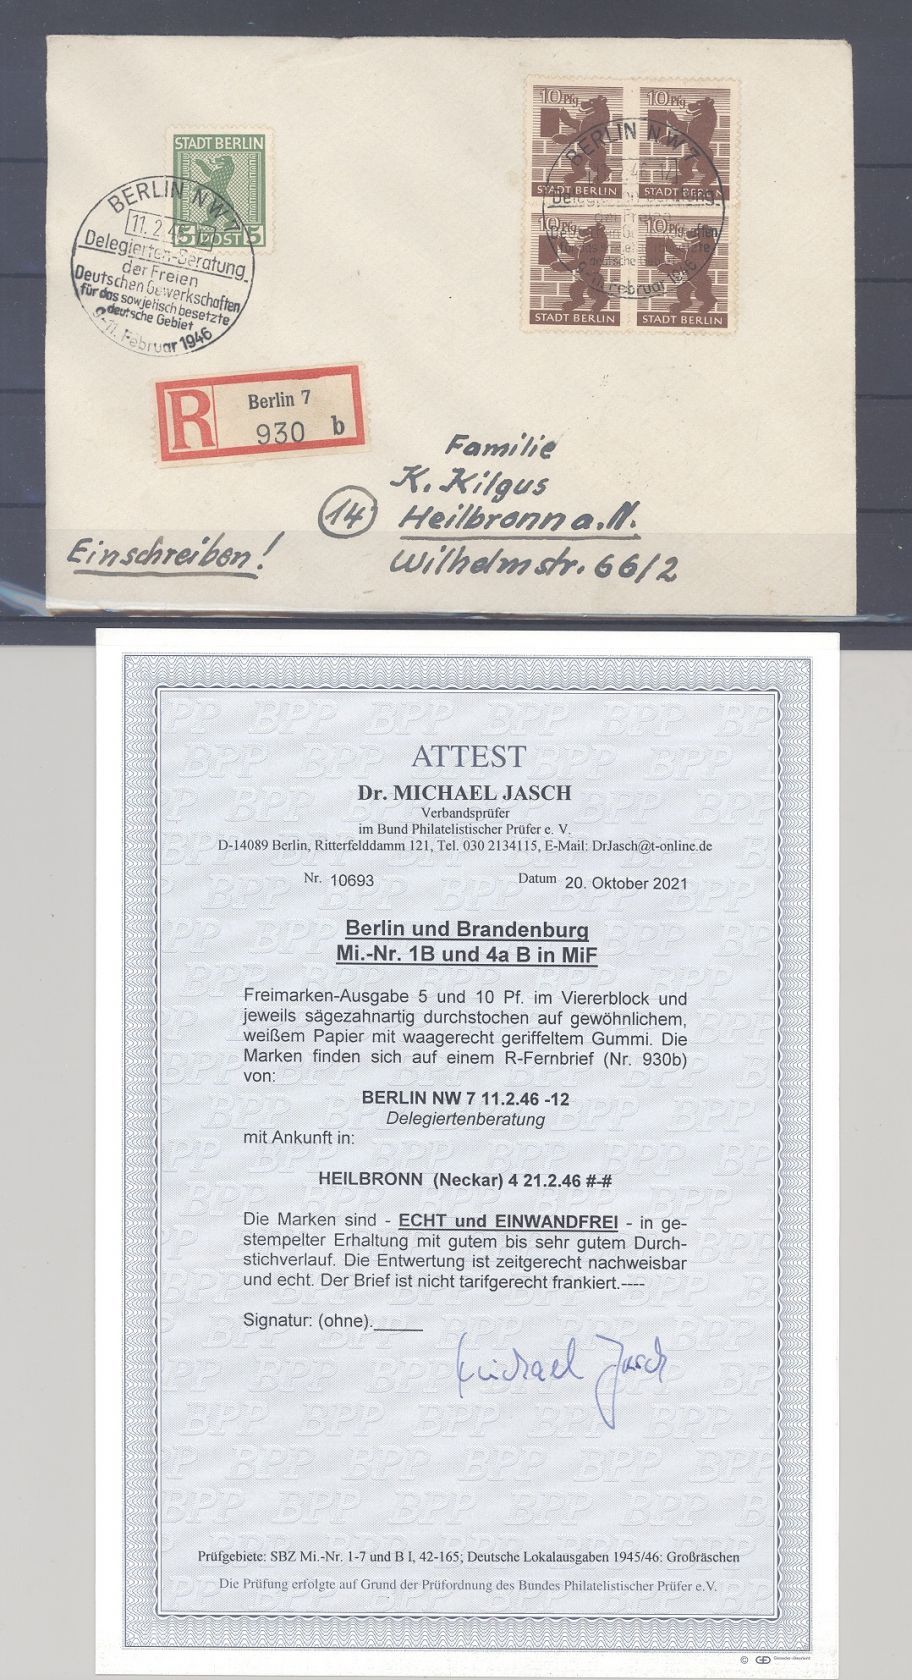 STADT BERLIN
5 POST 5
BERLIN NW 7
11.2.4
Delegierten-Beratung
der Freien
Deutschen Gewerkschaften
für das sowjetisch besetzte
deutsche Gebiet
9-11. Februar 1946
10 Pfg
10 Pfg
STADT BERLIN
STADT BERLIN
10 Pfg
STADT BERLIN
STADT BERLIN
BERLIN NW 7
der Freien
Februar 1946
R
Berlin 7
930 b
Familie
K. Kilgus
14 Heilbronn a. N.
Wilhelmstr. 66/2
Einschreiben!
ATTEST
Dr. MICHAEL JASCH
Verbandsprüfer
im Bund Philatelistischer Prüfer e. V.
D-14089 Berlin, Ritterfelddamm 121, Tel. 030 2134115, E-Mail: DrJasch@t-online.de
Nr. 10693 Datum 20. Oktober 2021
Berlin und Brandenburg
Mi.-Nr. 1B und 4a B in MiF
Freimarken-Ausgabe 5 und 10 Pf. im Viererblock und
jeweils sägezahnartig durchstochen auf gewöhnlichem,
weißem Papier mit waagerecht geriffeltem Gummi. Die
Marken finden sich auf einem R-Fernbrief (Nr. 930b)
von:
BERLIN NW 7 11.2.46 -12
Delegiertenberatung
mit Ankunft in:
HEILBRONN (Neckar) 4 21.2.46 #-#
Die Marken sind - ECHT und EINWANDFREI - in ge-
stempelter Erhaltung mit gutem bis sehr gutem Durch-
stichverlauf. Die Entwertung ist zeitgerecht nachweisbar
und echt. Der Brief ist nicht tarifgerecht frankiert.----
Signatur: (ohne).
Michael Jasch
Prüfgebiete: SBZ Mi.-Nr. 1-7 und B I, 42-165; Deutsche Lokalausgaben 1945/46: Großräschen
Die Prüfung erfolgte auf Grund der Prüfordnung des Bundes Philatelistischer Prüfer e.V.